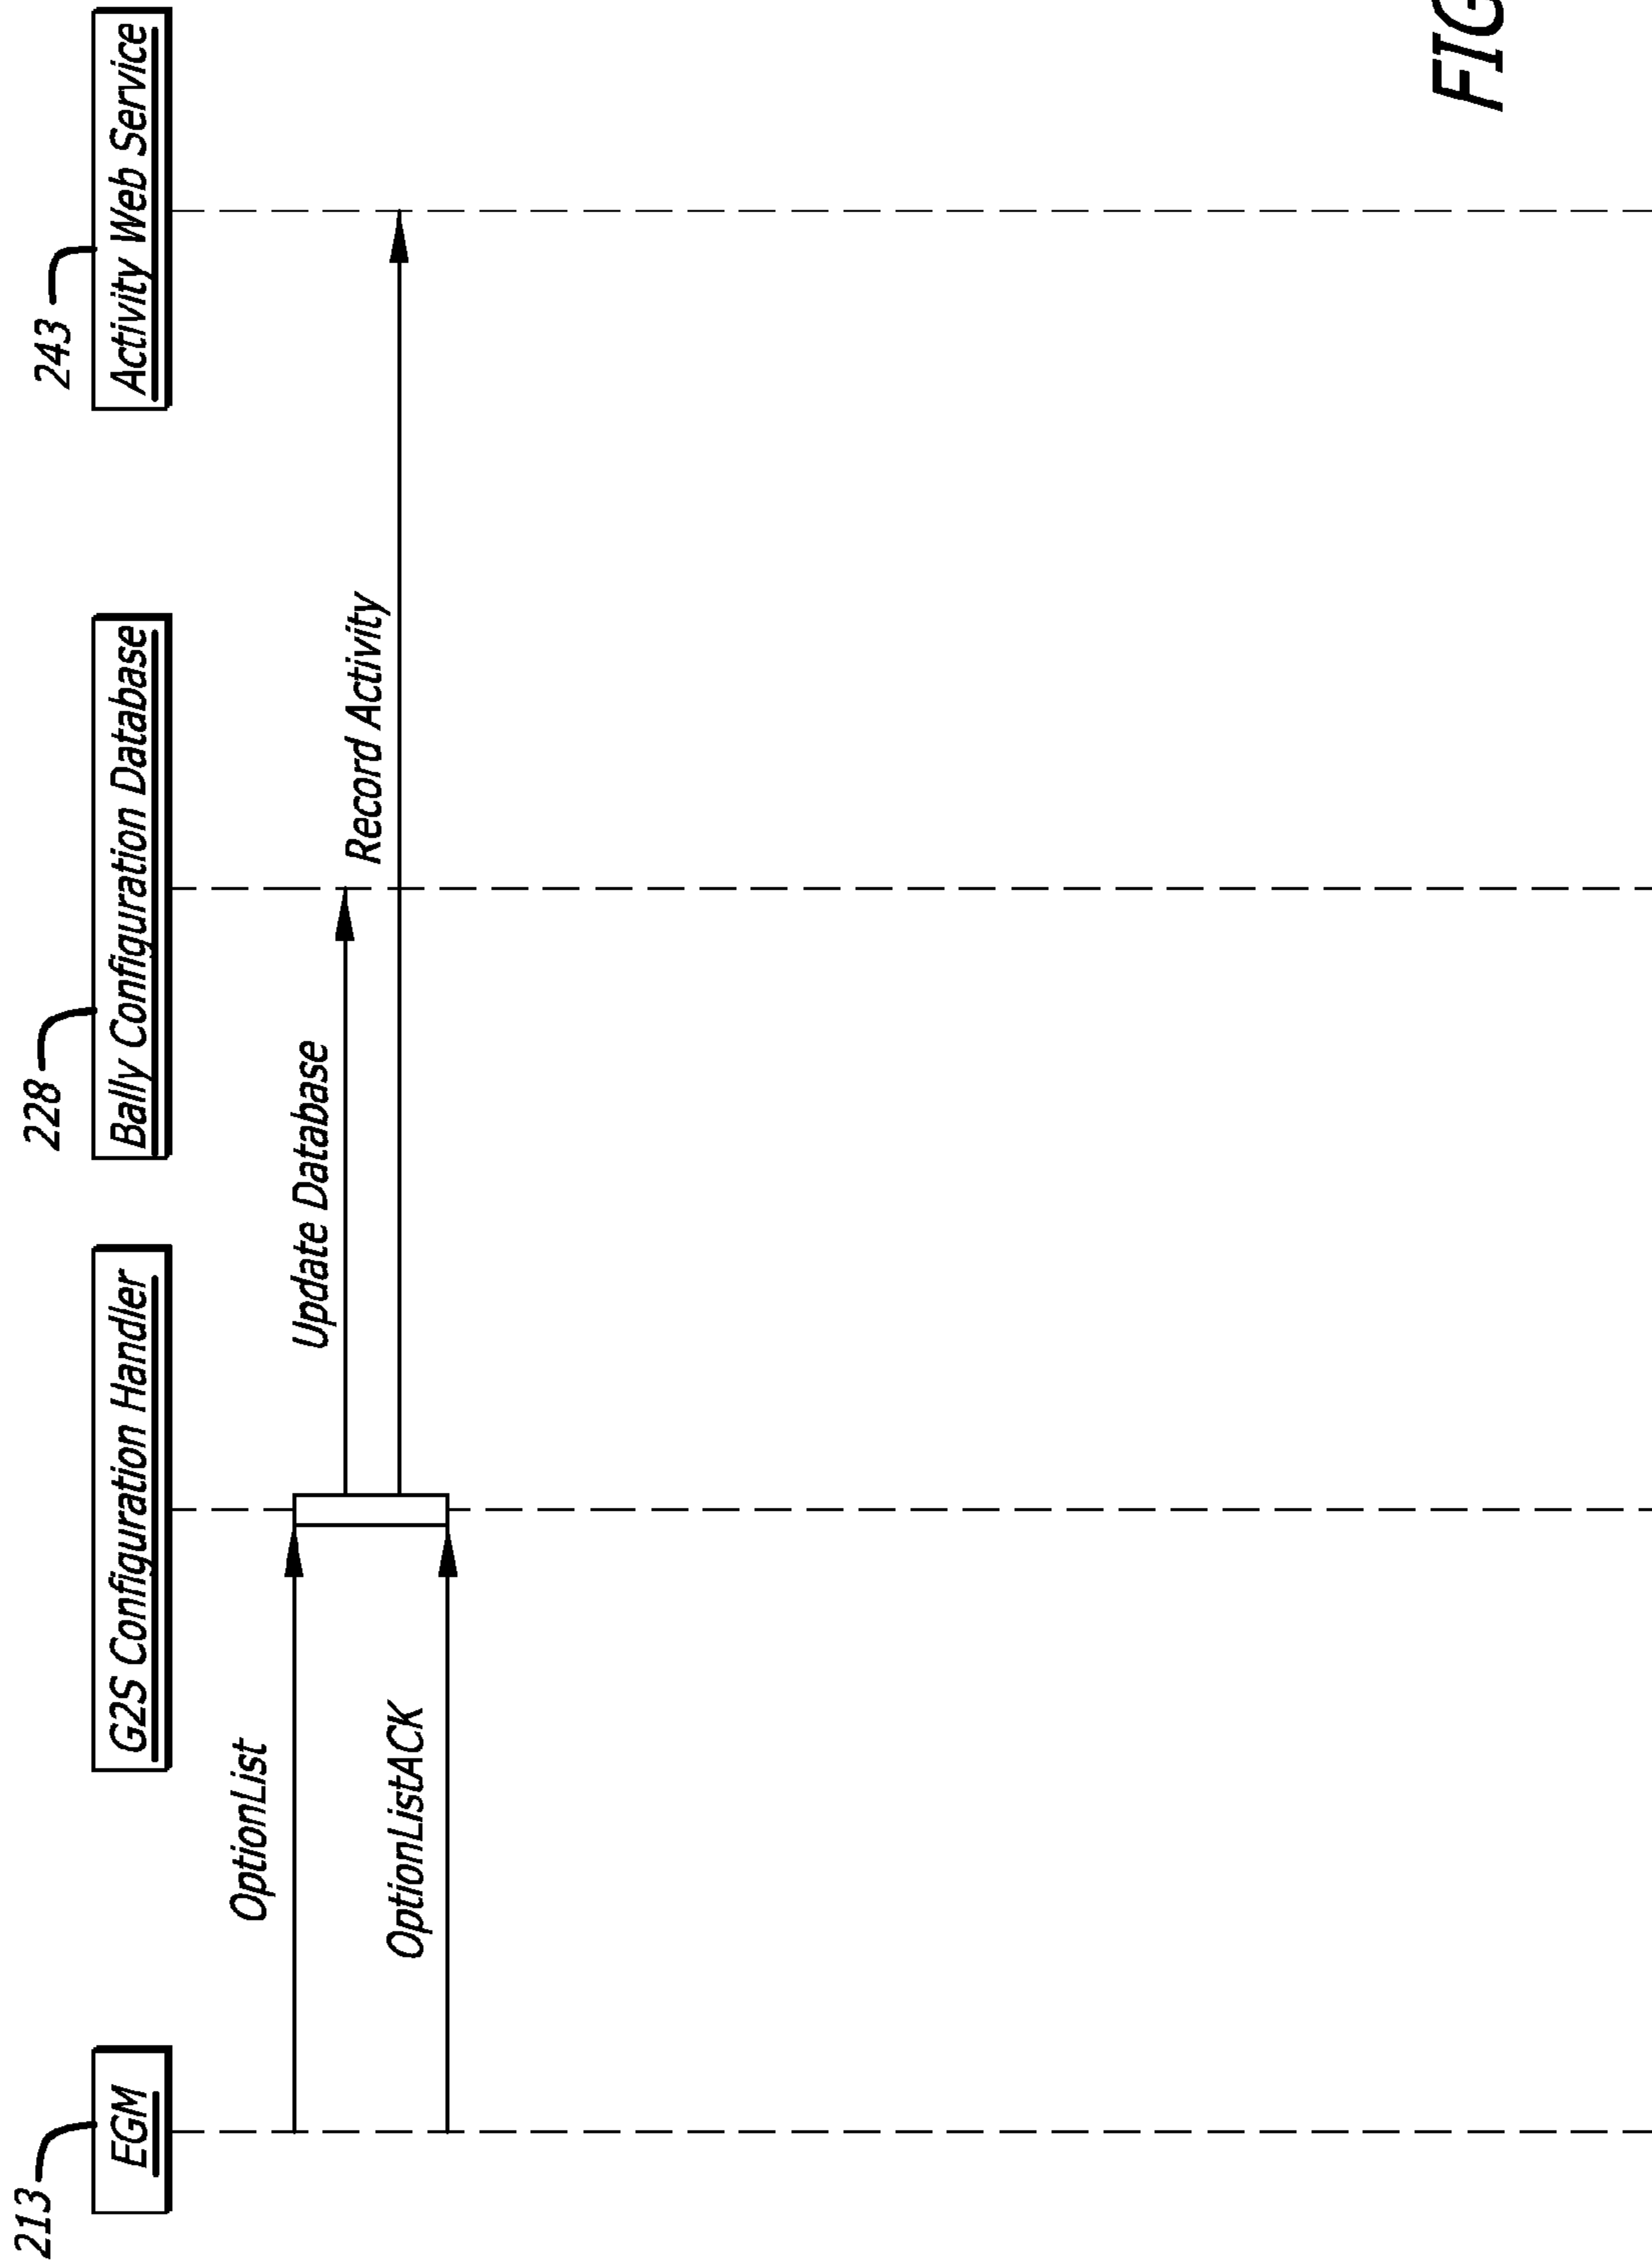 213
228
243
EGM
G2S Configuration Handler
Bally Configuration Database
Activity Web Service
OptionList
Update Database
Record Activity
OptionListACK
FIG